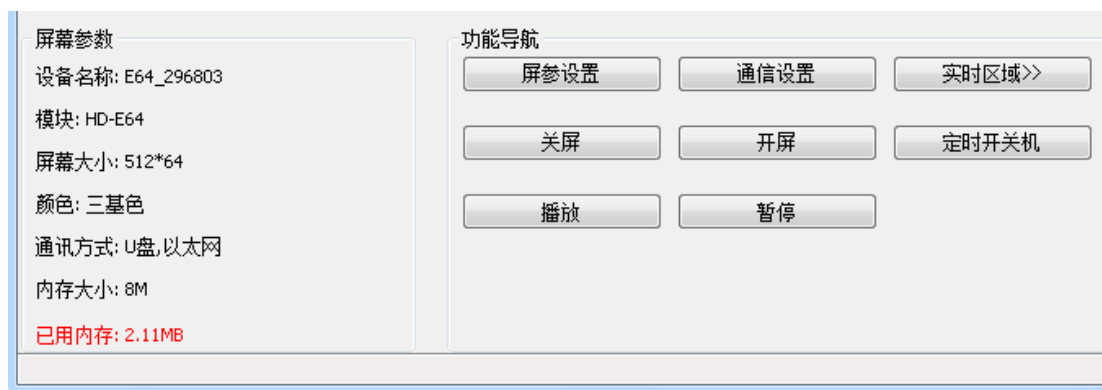 屏幕参数
设备名称: E64_296803
模块: HD-E64
屏幕大小: 512*64
颜色: 三基色
通讯方式: U盘,以太网
内存大小: 8M
已用内存: 2.11MB
功能导航
屏参设置 通信设置 实时区域>>
关屏 开屏 定时开关机
播放 暂停